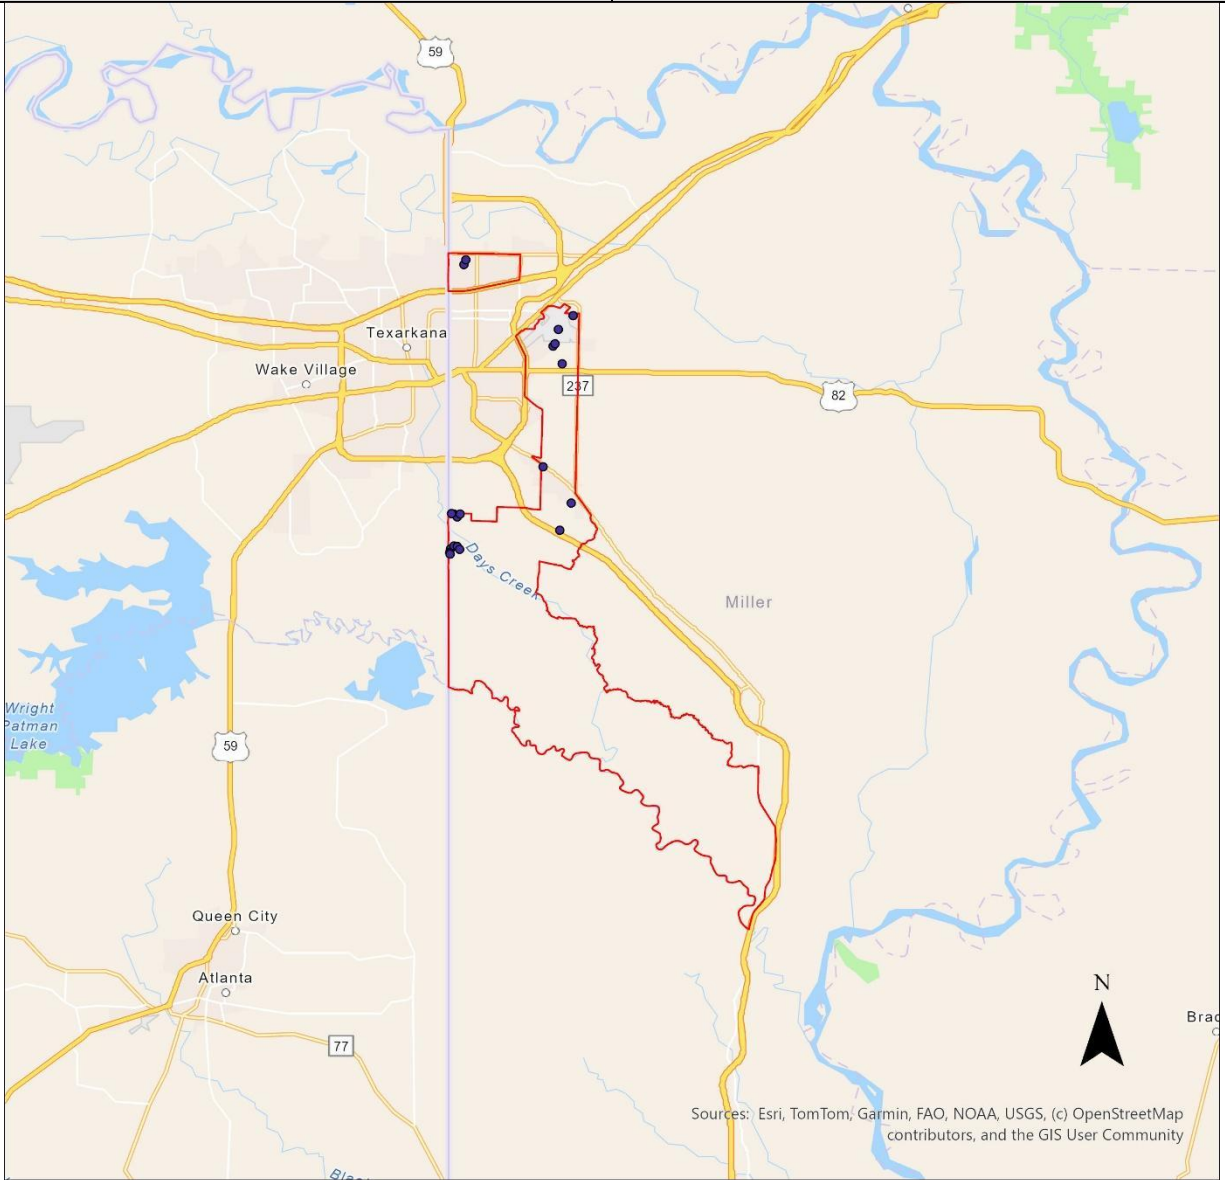 59
Texarkana
Wake Village
237
82
Days Creek
Miller
Wright
Patman
Lake
59
Queen City
Atlanta
N
77
Sources: Esri, TomTom, Garmin, FAO, NOAA, USGS, (c) OpenStreetMap
contributors, and the GIS User Community